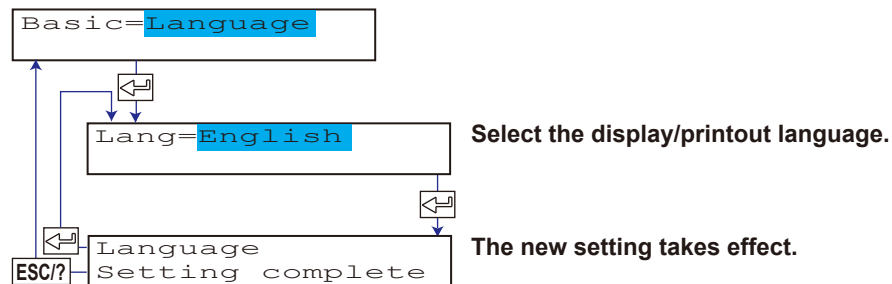 Basic=Language
Lang=English
Select the display/printout language.
Language
Setting complete
The new setting takes effect.
ESC/?